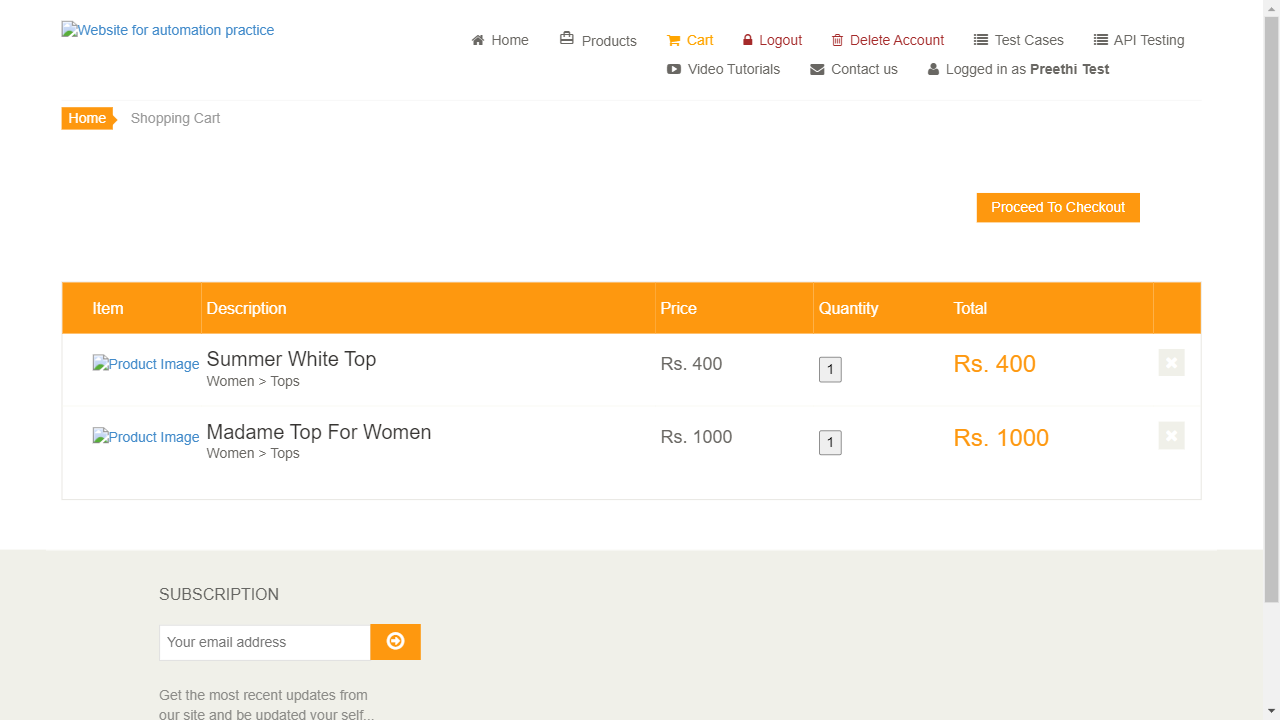 Website for automation practice
Home Products Cart Logout Delete Account Test Cases API Testing
Video Tutorials Contact us Logged in as Preethi Test
Home Shopping Cart
Proceed To Checkout
Item Description Price Quantity Total
Product Image Summer White Top Rs. 400 1 Rs. 400
Women > Tops
Product Image Madame Top For Women Rs. 1000 1 Rs. 1000
Women > Tops
SUBSCRIPTION
Your email address
Get the most recent updates from
our site and be updated your self...